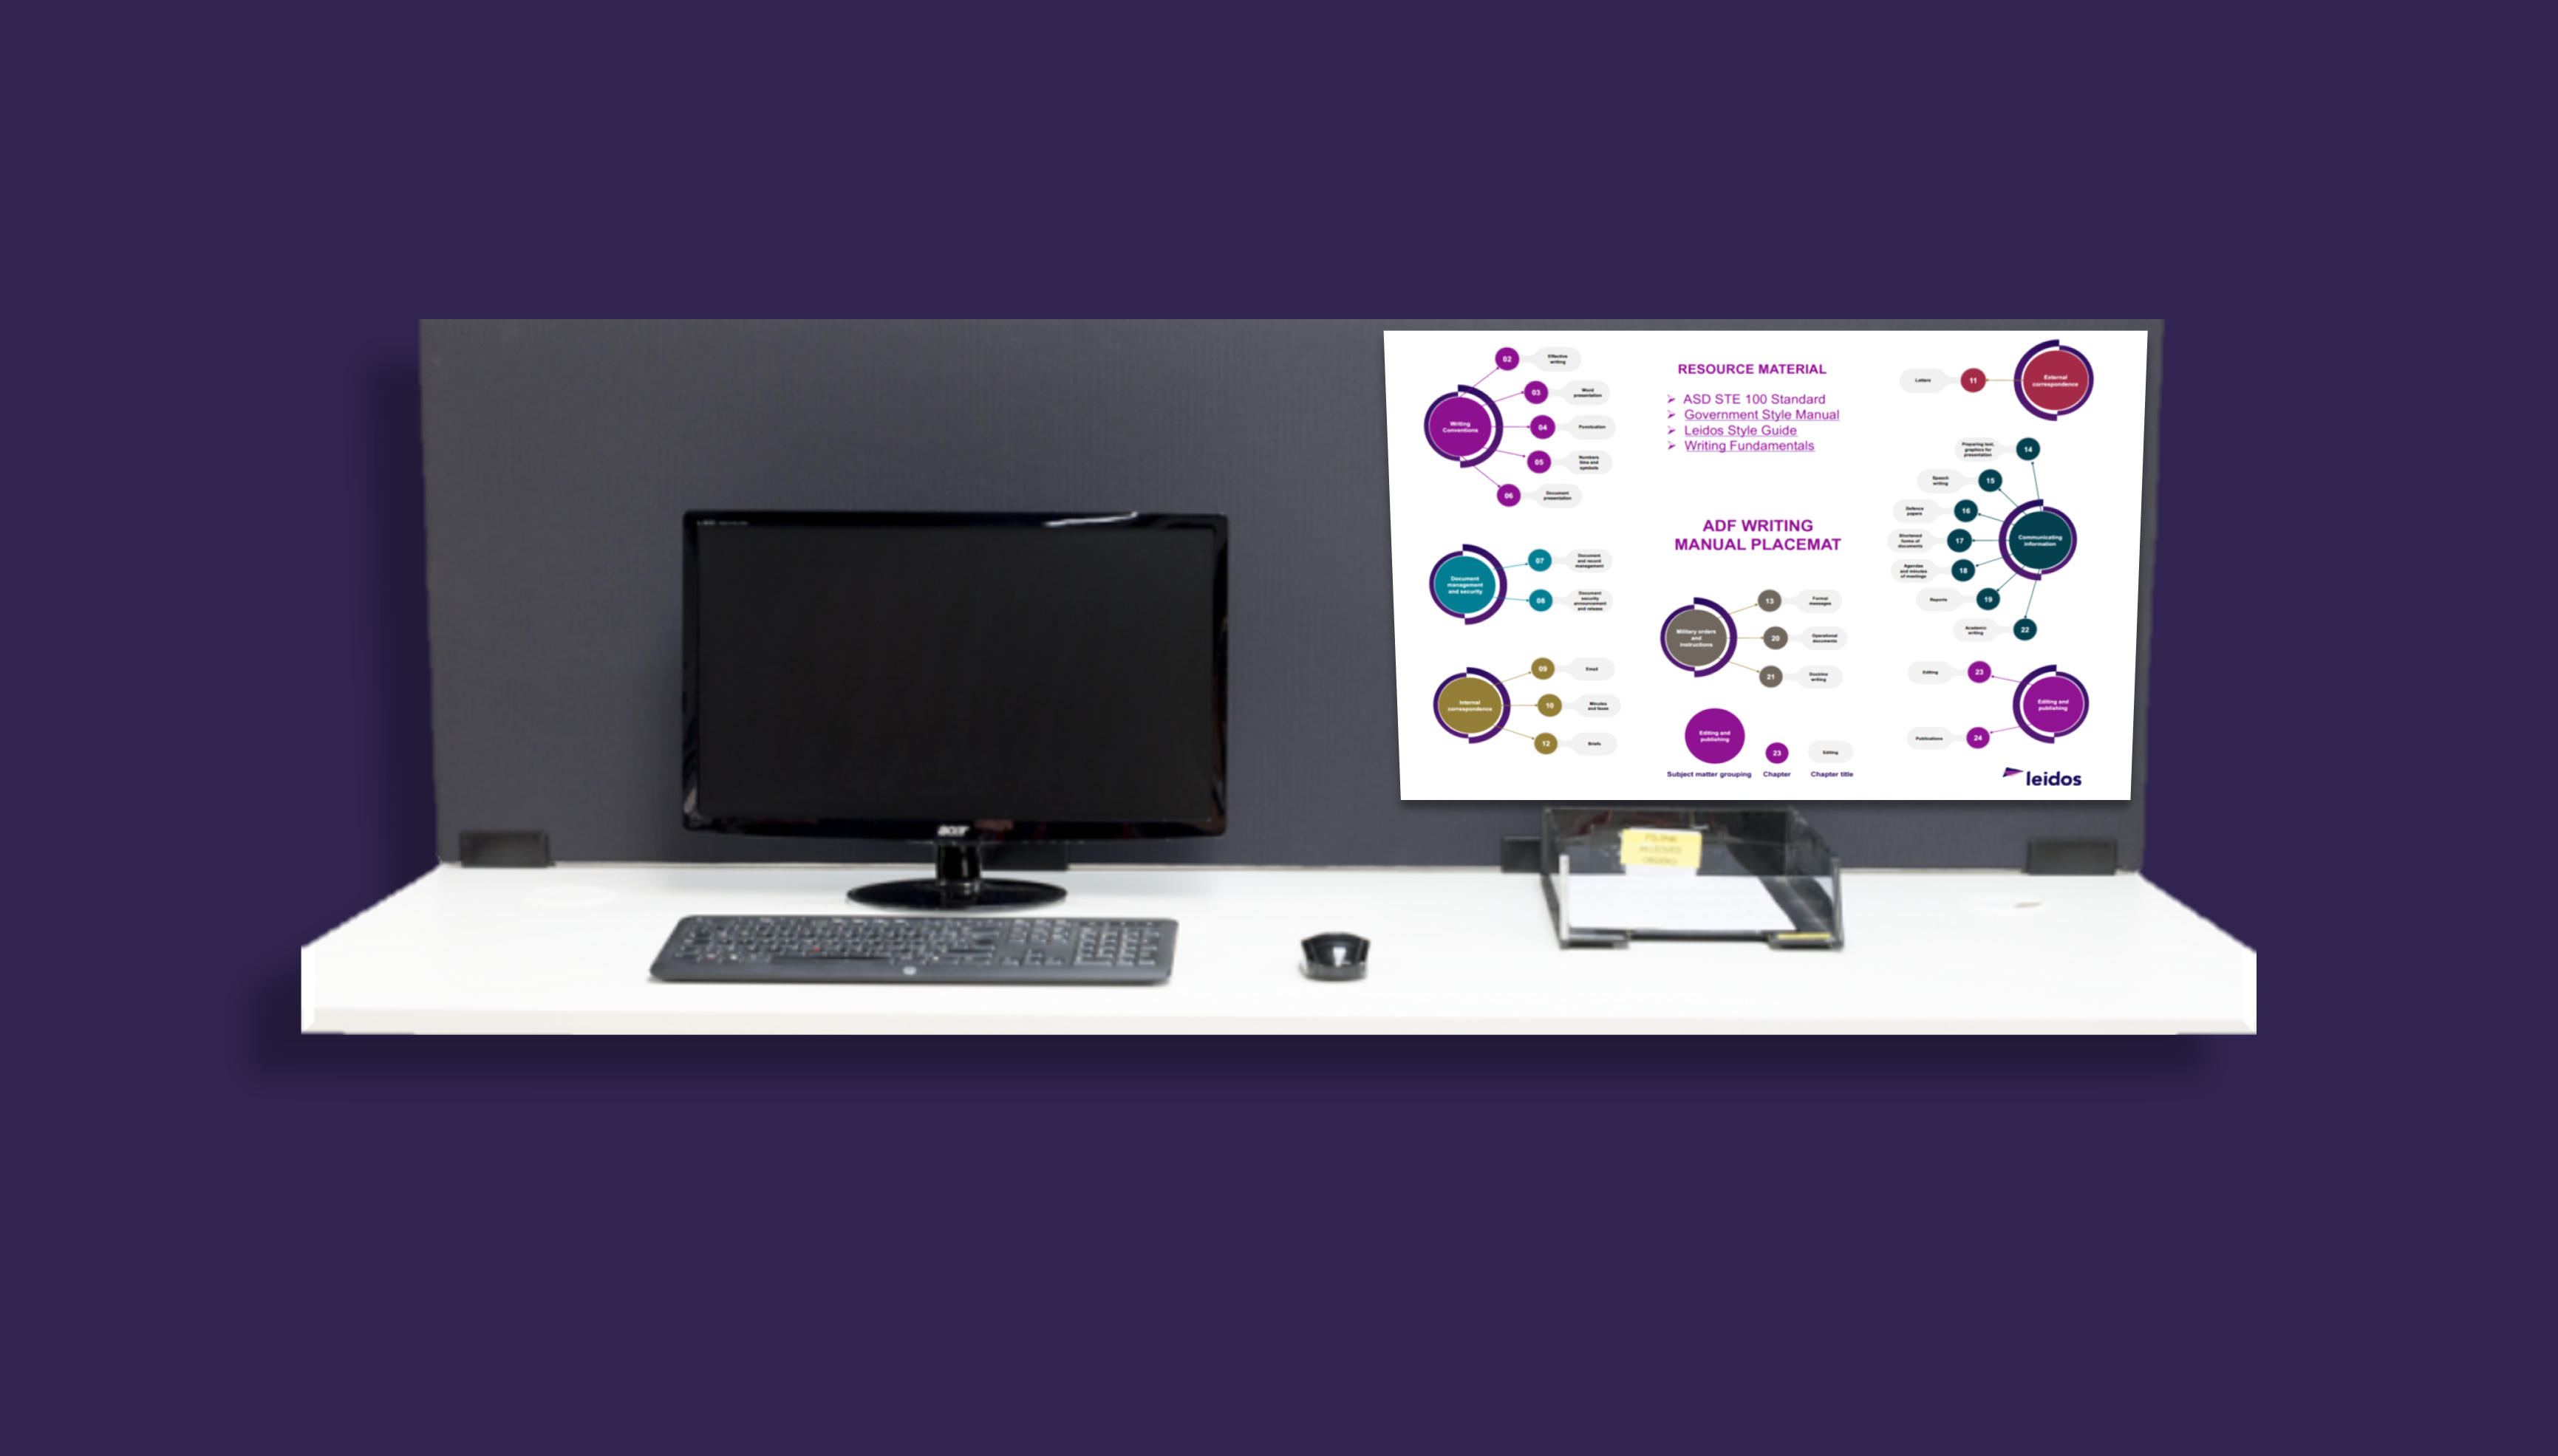 02
Effective
writing
03
Word
presentation
Writing
Conventions
04
Punctuation
05
Numbers
time and
symbols
06
Document
presentation
Document
management
and security
07
Document
and record
management
08
Document
security
announcement
and release
Internal
correspondence
09
Email
10
Minutes
and faxes
12
Briefs
RESOURCE MATERIAL
➢ ASD STE 100 Standard
➢ Government Style Manual
➢ Leidos Style Guide
➢ Writing Fundamentals
ADF WRITING
MANUAL PLACEMAT
Military orders
and
instructions
13
Formal
messages
20
Operational
documents
21
Doctrine
writing
Editing and
publishing
23
Editing
Subject matter grouping
Chapter
Chapter title
Letters
11
External
correspondence
Preparing text,
graphics for
presentation
14
Speech
writing
15
Defence
papers
16
Shortened
forms of
documents
17
Communicating
information
Agendas
and minutes
of meetings
18
Reports
19
Academic
writing
22
Editing
23
Editing and
publishing
Publications
24
leidos
acer